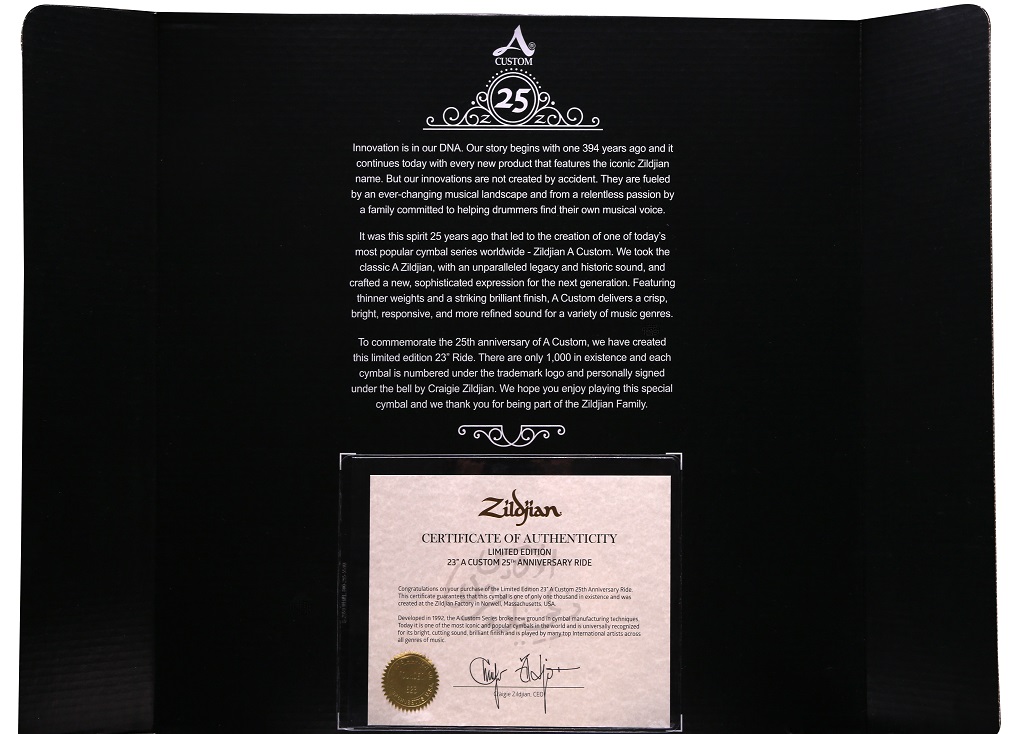 A
CUSTOM
25
Innovation is in our DNA. Our story begins with one 394 years ago and it
continues today with every new product that features the iconic Zildjian
name. But our innovations are not created by accident. They are fueled
by an ever-changing musical landscape and from a relentless passion by
a family committed to helping drummers find their own musical voice.
It was this spirit 25 years ago that led to the creation of one of today's
most popular cymbal series worldwide - Zildjian A Custom. We took the
classic A Zildjian, with an unparalleled legacy and historic sound, and
crafted a new, sophisticated expression for the next generation. Featuring
thinner weights and a striking brilliant finish, A Custom delivers a crisp,
bright, responsive, and more refined sound for a variety of music genres.
To commemorate the 25th anniversary of A Custom, we have created
this limited edition 23" Ride. There are only 1,000 in existence and each
cymbal is numbered under the trademark logo and personally signed
under the bell by Craigie Zildjian. We hope you enjoy playing this special
cymbal and we thank you for being part of the Zildjian Family.
Zildjian
CERTIFICATE OF AUTHENTICITY
LIMITED EDITION
23" A CUSTOM 25TH ANNIVERSARY RIDE
Congratulations on your purchase of the Limited Edition 23" A Custom 25th Anniversary Ride.
This certificate guarantees that this cymbal is one of only one thousand in existence and was
created at the Zildjian Factory in Norwell, Massachusetts, USA.
Developed in 1992, the A Custom Series broke new ground in cymbal manufacturing techniques.
Today it is one of the most iconic and popular cymbals in the world and is universally recognized
for its bright, cutting sound, brilliant finish and is played by many top International artists across
all genres of music.
Craigie Zildjian, CEO